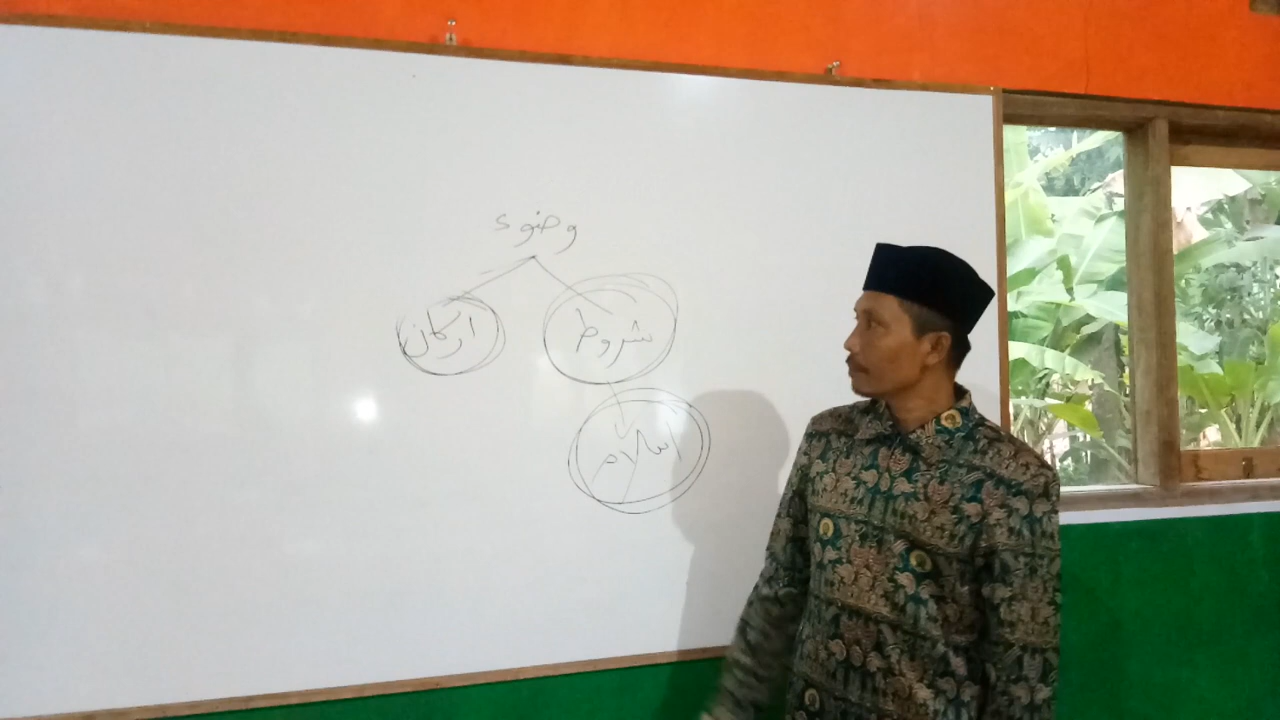 وضوء
شروط
اركان
اسلام